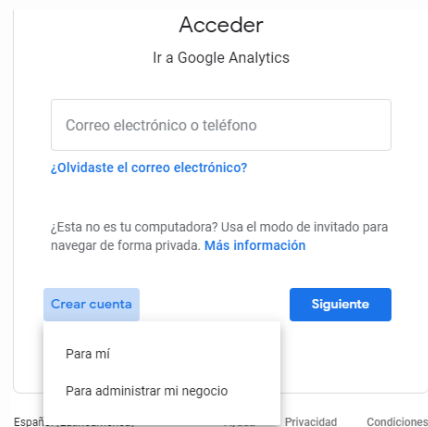 Acceder
Ir a Google Analytics
Correo electrónico o teléfono
¿Olvidaste el correo electrónico?
¿Esta no es tu computadora? Usa el modo de invitado para
navegar de forma privada. Más información
Crear cuenta
Siguiente
Para mí
Para administrar mi negocio
Privacidad
Condiciones